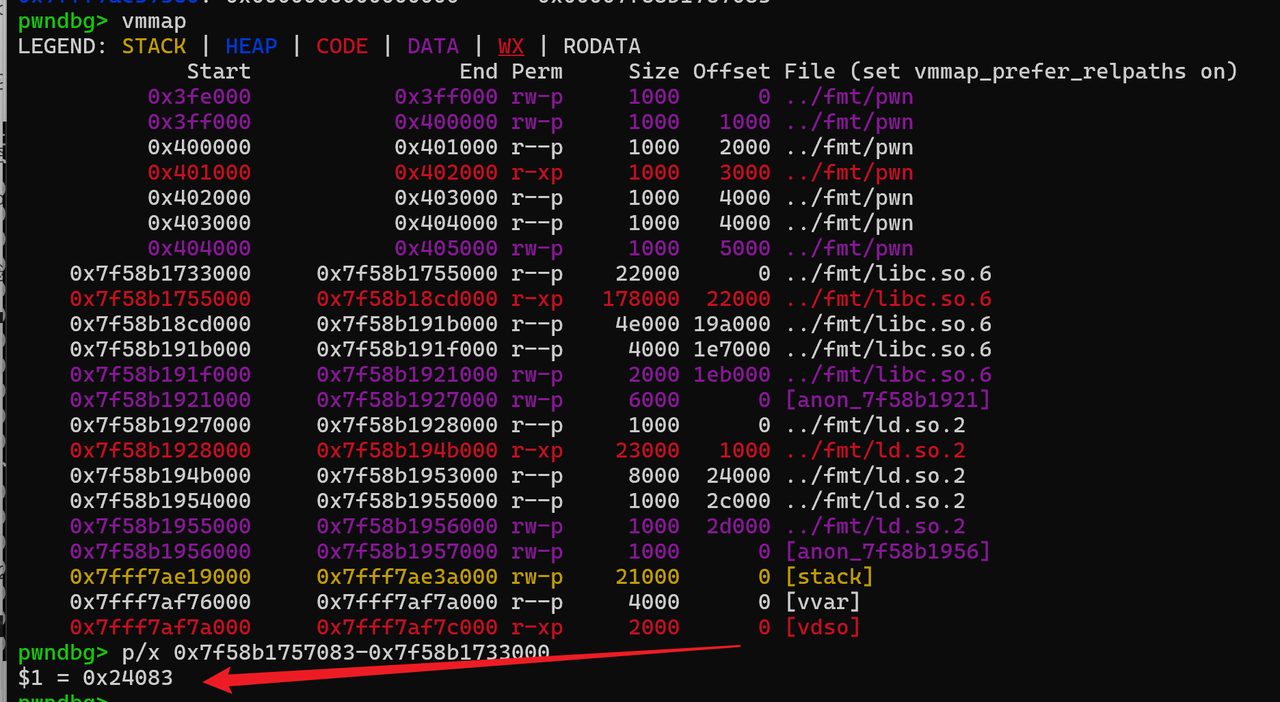 pwndbg> vmmap
LEGEND: STACK | HEAP | CODE | DATA | WX | RODATA
Start End Perm Size Offset File (set vmmap_prefer_relpaths on)
0x3fe000 0x3ff000 rw-p 1000 0 ../fmt/pwn
0x3ff000 0x400000 rw-p 1000 1000 ../fmt/pwn
0x400000 0x401000 r--p 1000 2000 ../fmt/pwn
0x401000 0x402000 r-xp 1000 3000 ../fmt/pwn
0x402000 0x403000 r--p 1000 4000 ../fmt/pwn
0x403000 0x404000 r--p 1000 4000 ../fmt/pwn
0x404000 0x405000 rw-p 1000 5000 ../fmt/pwn
0x7f58b1733000 0x7f58b1755000 r--p 22000 0 ../fmt/libc.so.6
0x7f58b1755000 0x7f58b18cd000 r-xp 178000 22000 ../fmt/libc.so.6
0x7f58b18cd000 0x7f58b191b000 r--p 4e000 19a000 ../fmt/libc.so.6
0x7f58b191b000 0x7f58b191f000 r--p 4000 1e7000 ../fmt/libc.so.6
0x7f58b191f000 0x7f58b1921000 rw-p 2000 1eb000 ../fmt/libc.so.6
0x7f58b1921000 0x7f58b1927000 rw-p 6000 0 [anon_7f58b1921]
0x7f58b1927000 0x7f58b1928000 r--p 1000 0 ../fmt/ld.so.2
0x7f58b1928000 0x7f58b194b000 r-xp 23000 1000 ../fmt/ld.so.2
0x7f58b194b000 0x7f58b1953000 r--p 8000 24000 ../fmt/ld.so.2
0x7f58b1954000 0x7f58b1955000 r--p 1000 2c000 ../fmt/ld.so.2
0x7f58b1955000 0x7f58b1956000 rw-p 1000 2d000 ../fmt/ld.so.2
0x7f58b1956000 0x7f58b1957000 rw-p 1000 0 [anon_7f58b1956]
0x7fff7ae19000 0x7fff7ae3a000 rw-p 21000 0 [stack]
0x7fff7af76000 0x7fff7af7a000 r--p 4000 0 [vvar]
0x7fff7af7a000 0x7fff7af7c000 r-xp 2000 0 [vdso]
pwndbg> p/x 0x7f58b1757083-0x7f58b1733000
$1 = 0x24083
pwndbg>